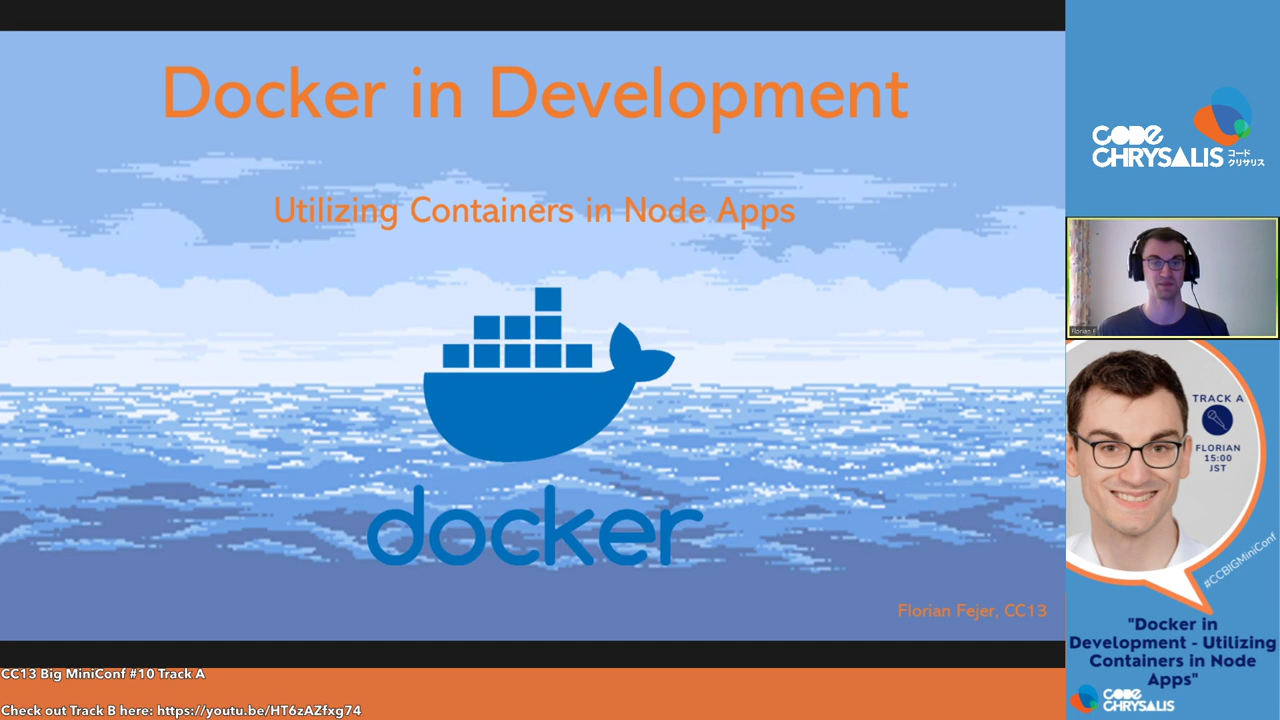 Docker in Development
Utilizing Containers in Node Apps
docker
Florian Fejer, CC13
CC13 Big MiniConf #10 Track A
Check out Track B here: https://youtu.be/HT6zAZfxg74
CODE
CHRYSALIS
コード
クリサリス
Florian F
TRACK A
FLORIAN
15:00
JST
#CCBIGMiniConf
"Docker in
Development - Utilizing
Containers in Node
Apps"
CODE
CHRYSALIS